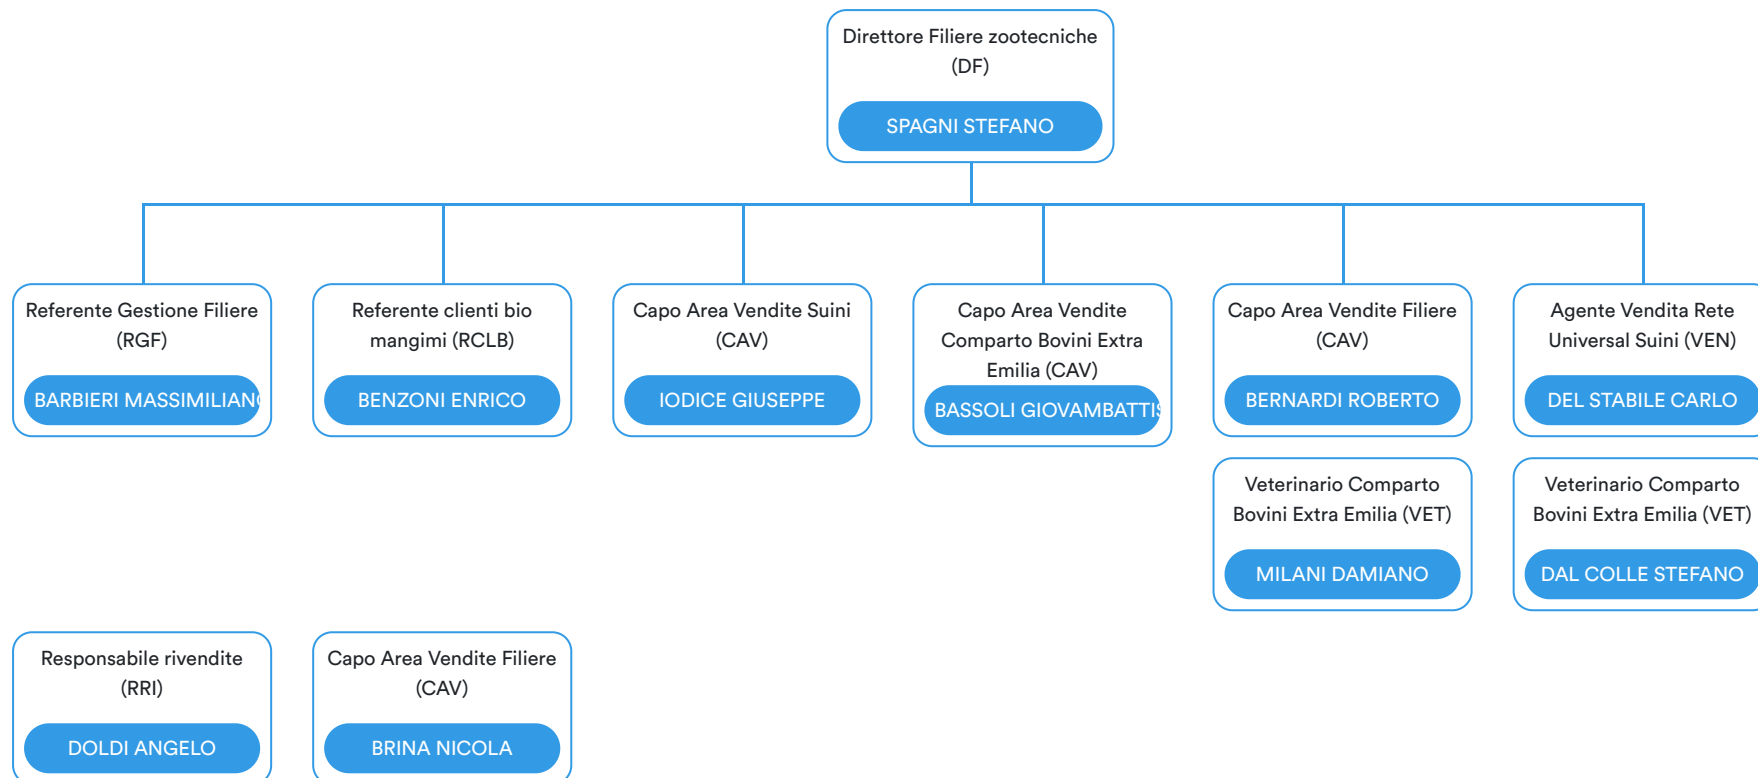 Direttore Filiere zootecniche
(DF)
SPAGNI STEFANO
Referente Gestione Filiere
(RGF)
BARBIERI MASSIMILIANO
Referente clienti bio
mangimi (RCLB)
BENZONI ENRICO
Capo Area Vendite Suini
(CAV)
IODICE GIUSEPPE
Capo Area Vendite
Comparto Bovini Extra
Emilia (CAV)
BASSOLI GIOVAMBATTIS
Capo Area Vendite Filiere
(CAV)
BERNARDI ROBERTO
Agente Vendita Rete
Universal Suini (VEN)
DEL STABILE CARLO
Veterinario Comparto
Bovini Extra Emilia (VET)
MILANI DAMIANO
Veterinario Comparto
Bovini Extra Emilia (VET)
DAL COLLE STEFANO
Responsabile rivendite
(RRI)
DOLDI ANGELO
Capo Area Vendite Filiere
(CAV)
BRINA NICOLA